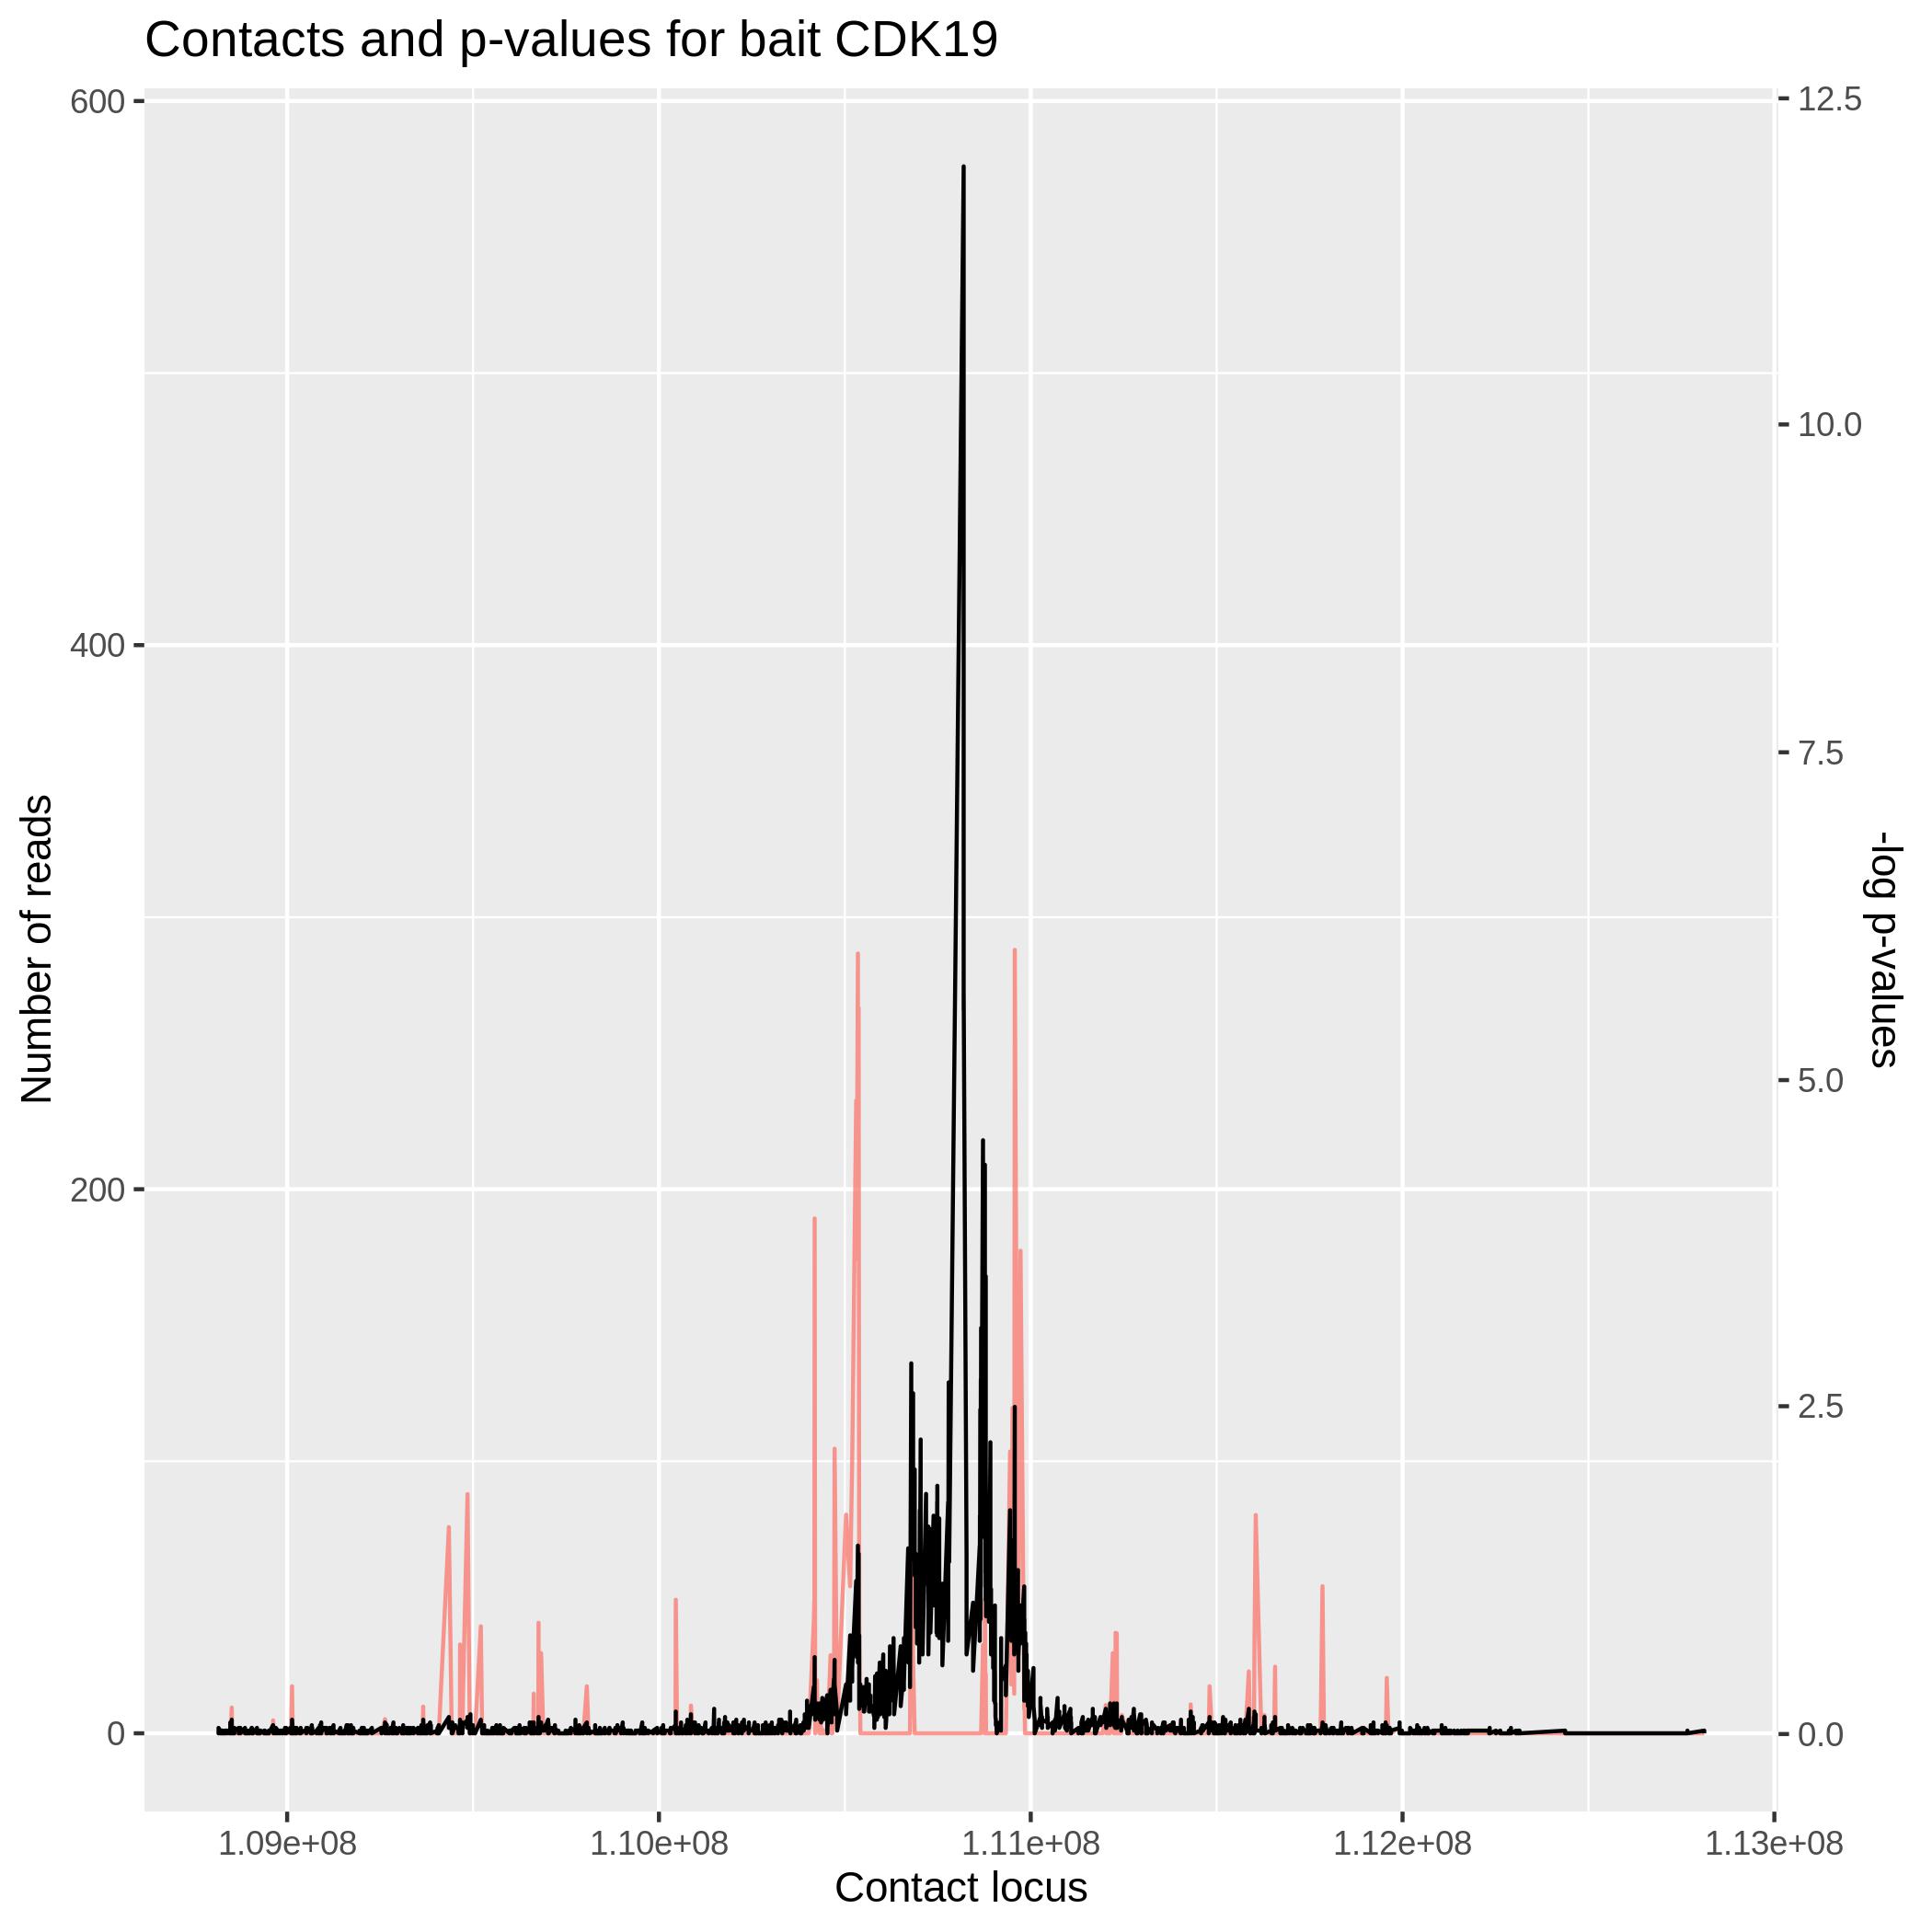 Contacts and p-values for bait CDK19
600
400
200
0
Number of reads
12.5
10.0
7.5
5.0
2.5
0.0
-log p-values
1.09e+08
1.10e+08
1.11e+08
1.12e+08
1.13e+08
Contact locus